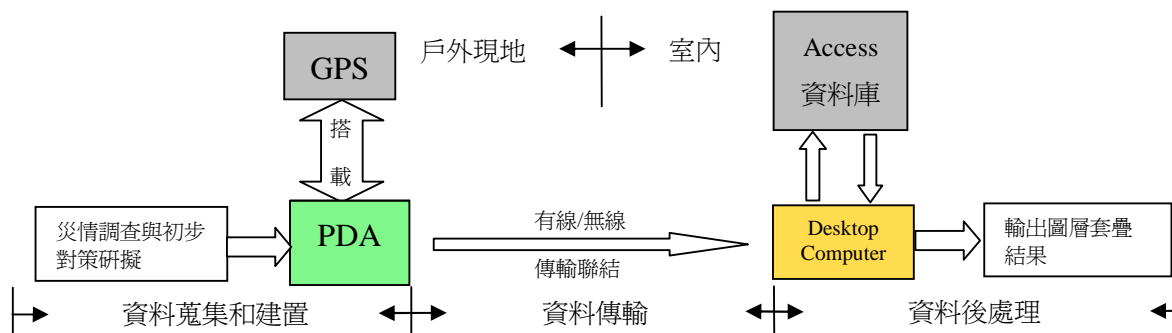 GPS
戶外現地
室內
Access
資料庫
搭
載
災情調查與初步
對策研擬
PDA
有線/無線
傳輸聯結
Desktop
Computer
輸出圖層套疊
結果
資料蒐集和建置
資料傳輸
資料後處理